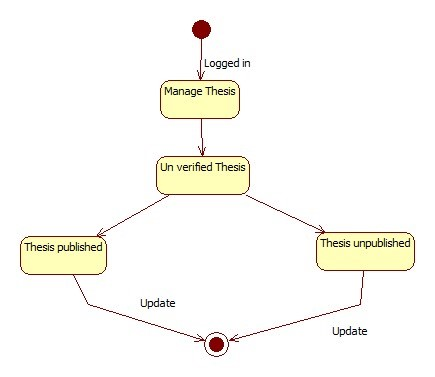 Logged in
Manage Thesis
Un verified Thesis
Thesis published
Thesis unpublished
Update
Update